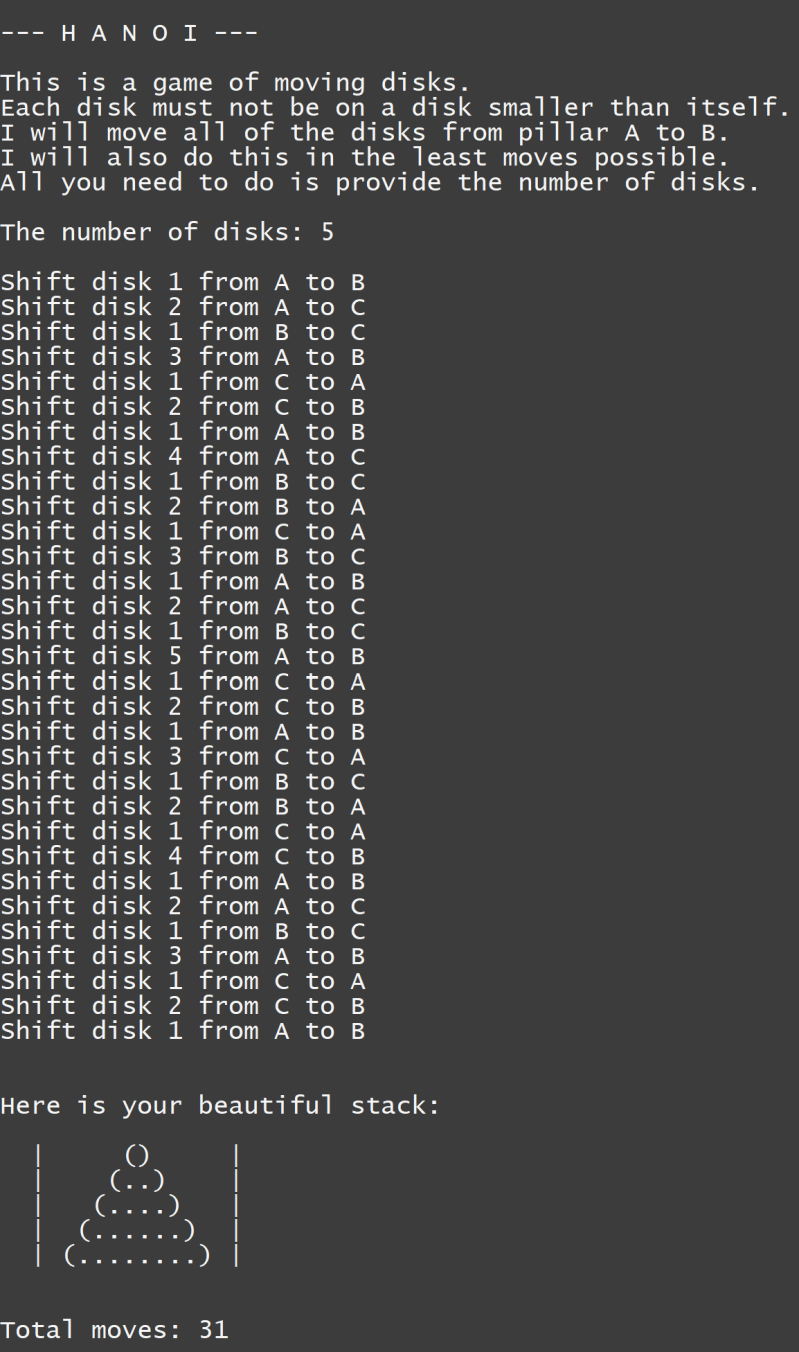 --- H A N O I ---
This is a game of moving disks.
Each disk must not be on a disk smaller than itself.
I will move all of the disks from pillar A to B.
I will also do this in the least moves possible.
All you need to do is provide the number of disks.
The number of disks: 5
Shift disk 1 from A to B
Shift disk 2 from A to C
Shift disk 1 from B to C
Shift disk 3 from A to B
Shift disk 1 from C to A
Shift disk 2 from C to B
Shift disk 1 from A to B
Shift disk 4 from A to C
Shift disk 1 from B to C
Shift disk 2 from B to A
Shift disk 1 from C to A
Shift disk 3 from B to C
Shift disk 1 from A to B
Shift disk 2 from A to C
Shift disk 1 from B to C
Shift disk 5 from A to B
Shift disk 1 from C to A
Shift disk 2 from C to B
Shift disk 1 from A to B
Shift disk 3 from C to A
Shift disk 1 from B to C
Shift disk 2 from B to A
Shift disk 1 from C to A
Shift disk 4 from C to B
Shift disk 1 from A to B
Shift disk 2 from A to C
Shift disk 1 from B to C
Shift disk 3 from A to B
Shift disk 1 from C to A
Shift disk 2 from C to B
Shift disk 1 from A to B
Here is your beautiful stack:
  |     ()     |
  |    (..)    |
  |   (....)   |
  |  (......)  |
  | (........) |
Total moves: 31